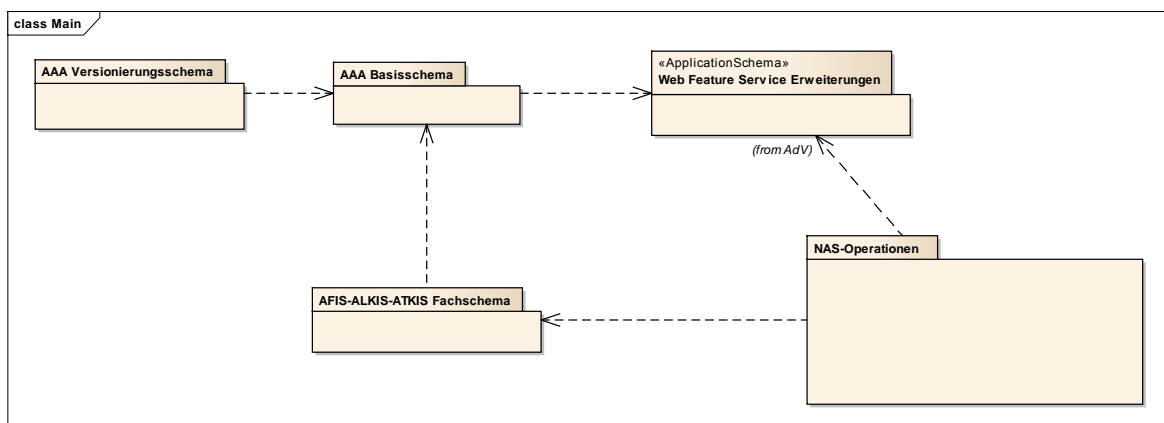 class Main
AAA Versionierungsschema
AAA Basisschema
«ApplicationSchema»
Web Feature Service Erweiterungen
(from AdV)
NAS-Operationen
AFIS-ALKIS-ATKIS Fachschema